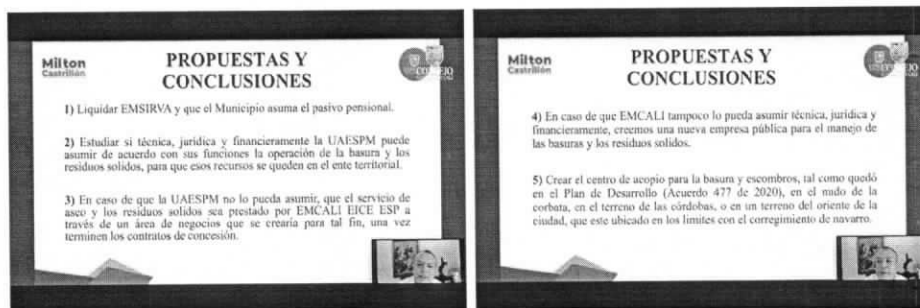 Milton
Castrillón
PROPUESTAS Y
CONCLUSIONES
1) Liquidar EMSIRVA y que el Municipio asuma el pasivo pensional.
2) Estudiar si técnica, jurídica y financieramente la UAESPM puede
asumir de acuerdo con sus funciones la operación de la basura y los
residuos solidos, para que esos recursos se queden en el ente territorial.
3) En caso de que la UAESPM no lo pueda asumir, que el servicio de
aseo y los residuos solidos sea prestado por EMCALI EICE ESP a
través de un área de negocios que se crearía para tal fin, una vez
terminen los contratos de concesión.
Milton
Castrillón
PROPUESTAS Y
CONCLUSIONES
4) En caso de que EMCALI tampoco lo pueda asumir técnica, jurídica y
financieramente, creemos una nueva empresa pública para el manejo de
las basuras y los residuos solidos.
5) Crear el centro de acopio para la basura y escombros, tal como quedó
en el Plan de Desarrollo (Acuerdo 477 de 2020), en el nudo de la
corbata, en el terreno de las córdobas, o en un terreno del oriente de la
ciudad, que este ubicado en los limites con el corregimiento de navarro.